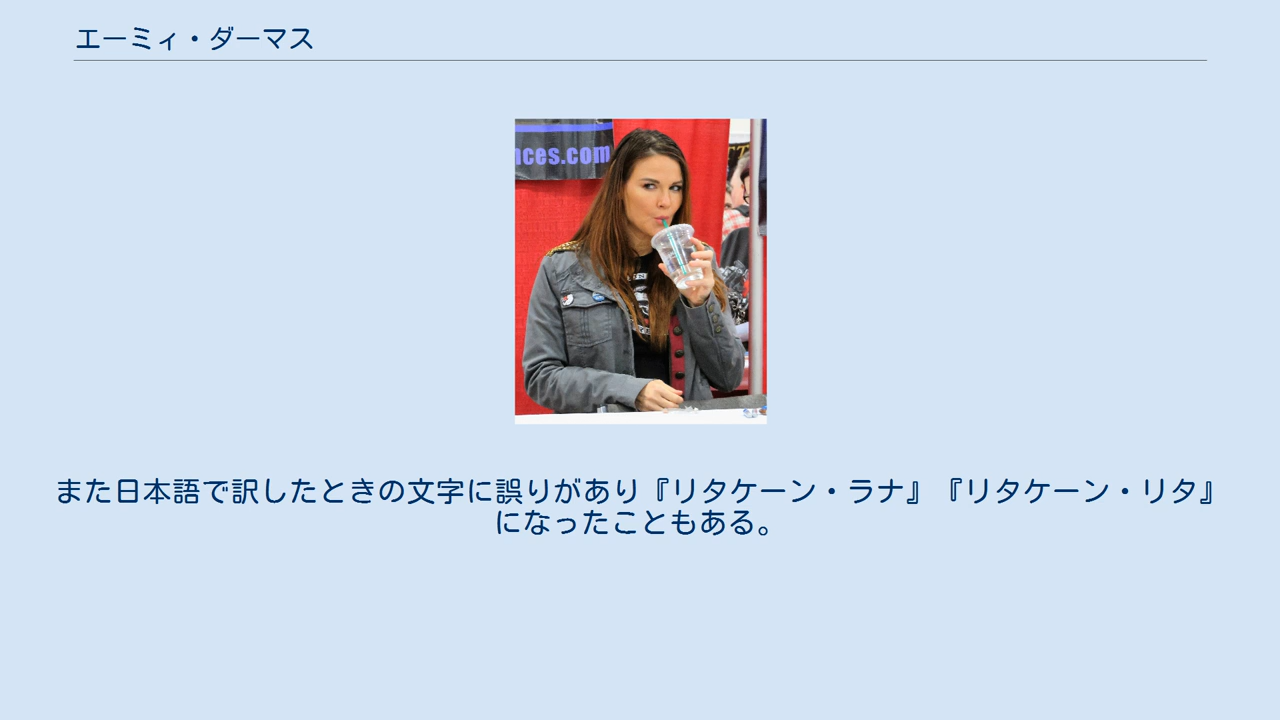 エーミィ・ダーマス
nces.com
また日本語で訳したときの文字に誤りがあり『リタケーン・ラナ』『リタケーン・リタ』
になったこともある。